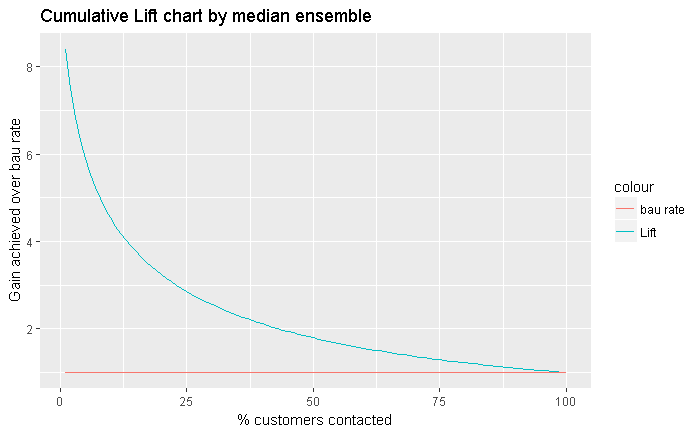 Cumulative Lift chart by median ensemble
Gain achieved over bau rate
8
6
4
2
0
25
50
75
100
% customers contacted
colour
bau rate
Lift